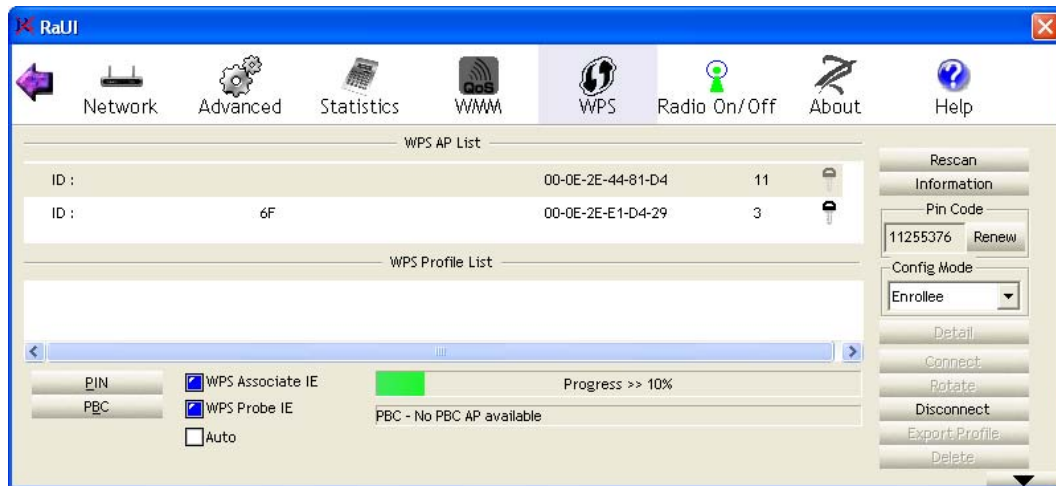 RaUI
Network Advanced Statistics QoS WMM WPS Radio On/Off About Help
WPS AP List
ID : 00-0E-2E-44-81-D4 11
ID : 6F 00-0E-2E-E1-D4-29 3
WPS Profile List
Rescan
Information
Pin Code
11255376 Renew
Config Mode
Enrollee
Detail
Connect
Rotate
Disconnect
Export Profile
Delete
PIN
PBC
WPS Associate IE
WPS Probe IE
Auto
Progress >> 10%
PBC - No PBC AP available